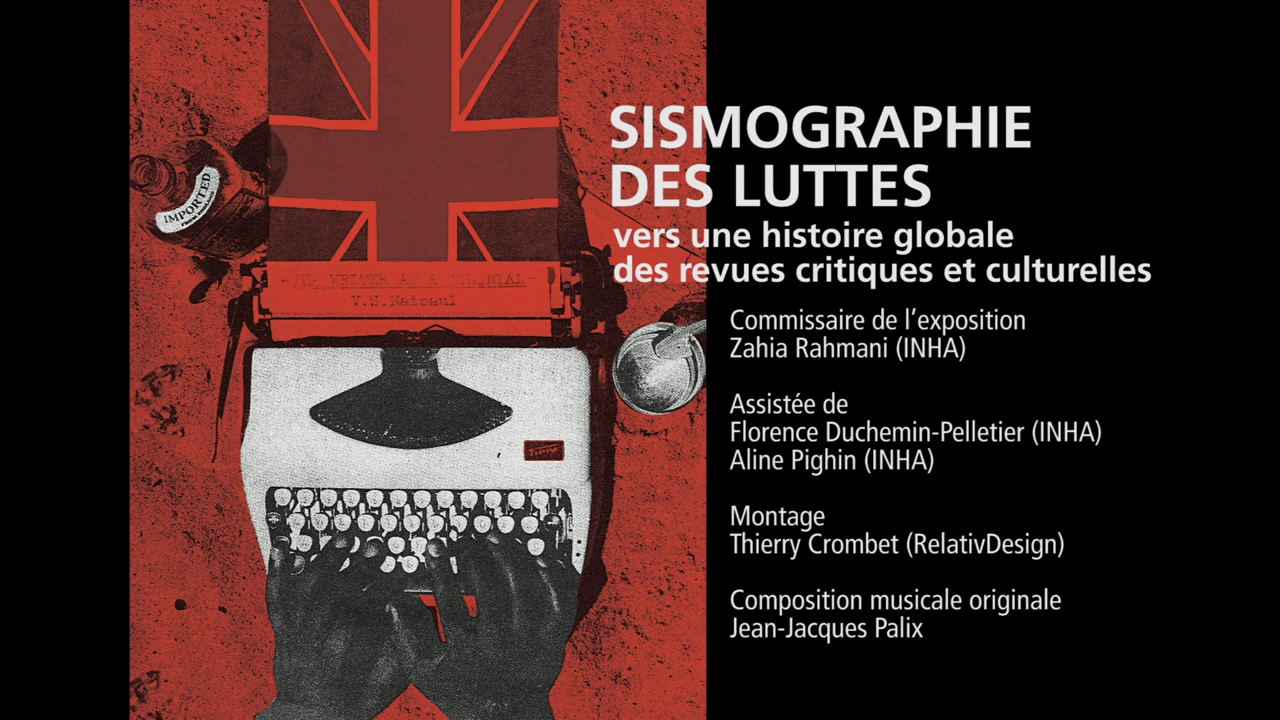 SISMOGRAPHIE
DES LUTTES
vers une histoire globale
des revues critiques et culturelles
Commissaire de l'exposition
Zahia Rahmani (INHA)
Assistée de
Florence Duchemin-Pelletier (INHA)
Aline Pighin (INHA)
Montage
Thierry Crombet (RelativDesign)
Composition musicale originale
Jean-Jacques Palix
IMPORTED
-THE WRITER AS A COLONIAL-
V.S.Naipaul